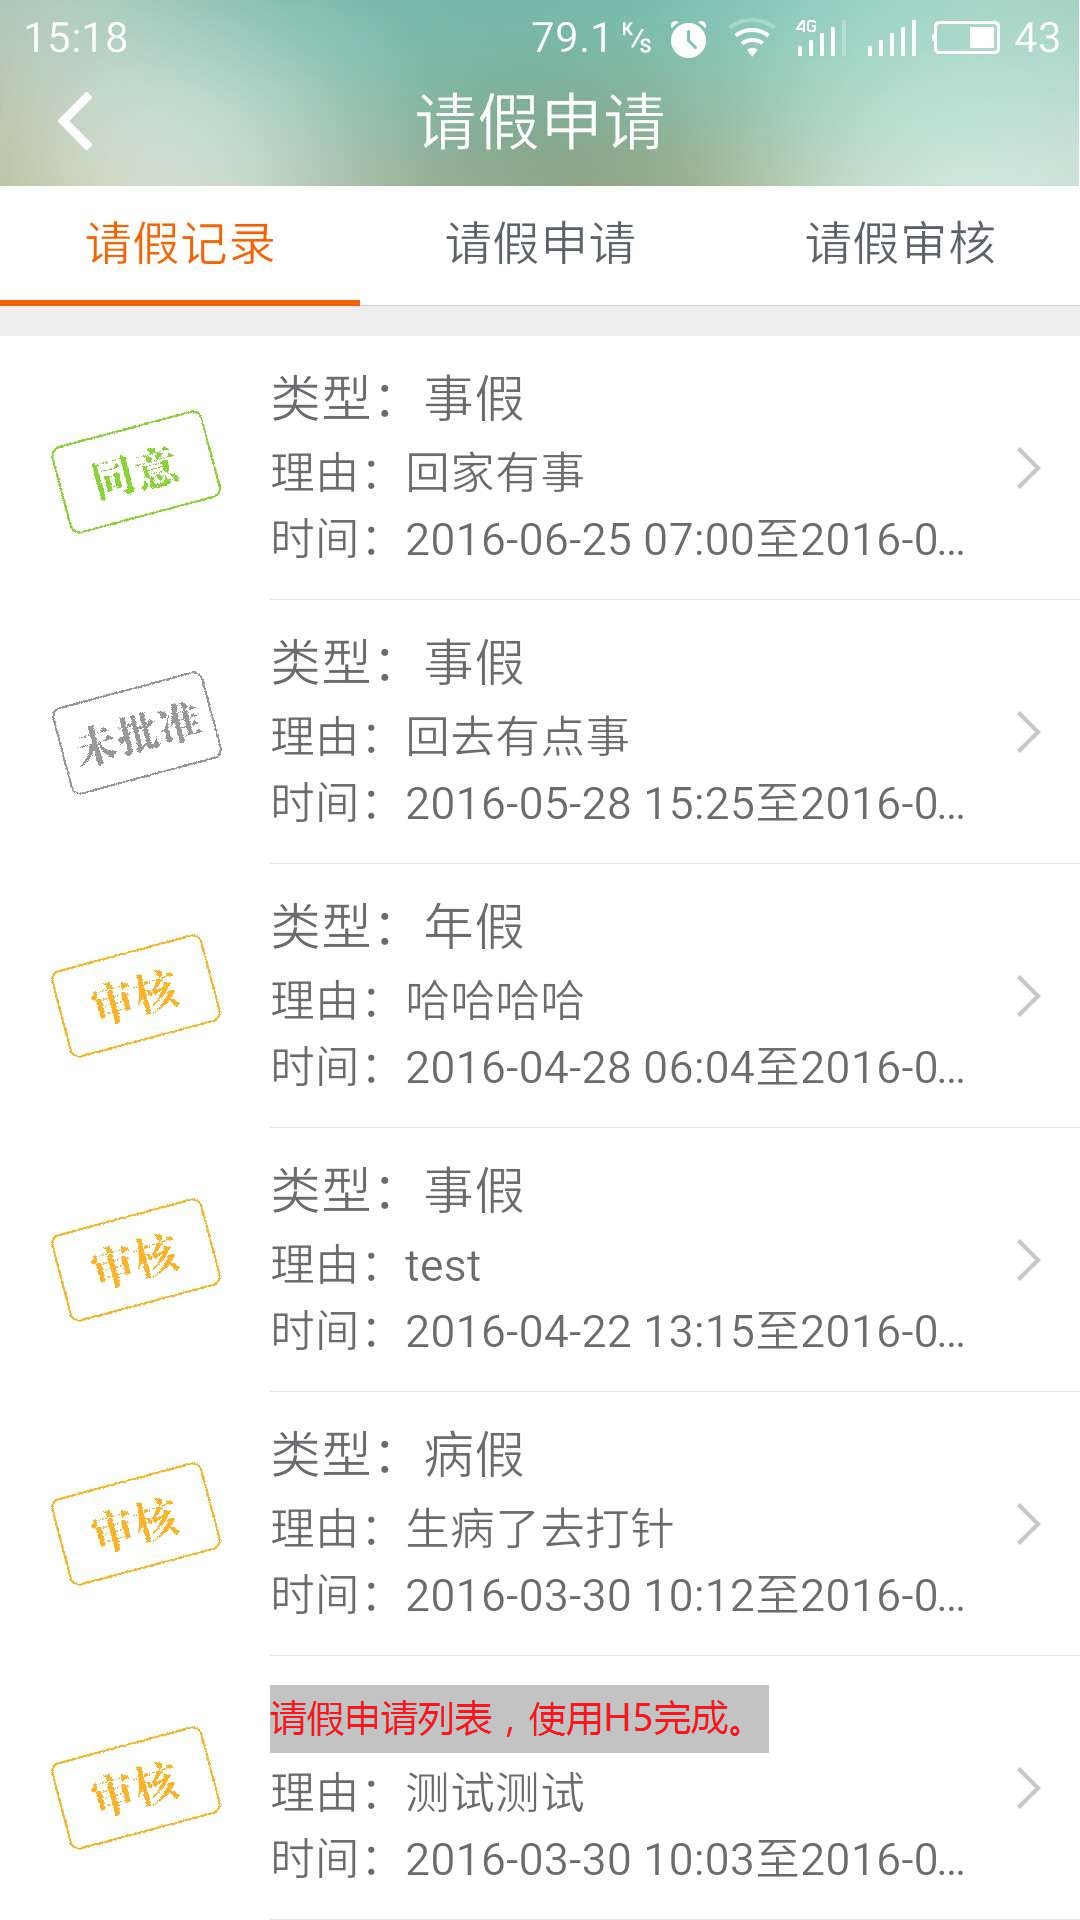 15:18 79.1 K/s 4G 43
请假申请
请假记录 请假申请 请假审核
类型：事假
同意
理由：回家有事
时间：2016-06-25 07:00至2016-0...
类型：事假
未批准
理由：回去有点事
时间：2016-05-28 15:25至2016-0...
类型：年假
审核
理由：哈哈哈哈
时间：2016-04-28 06:04至2016-0...
类型：事假
审核
理由：test
时间：2016-04-22 13:15至2016-0...
类型：病假
审核
理由：生病了去打针
时间：2016-03-30 10:12至2016-0...
请假申请列表，使用H5完成。
审核
理由：测试测试
时间：2016-03-30 10:03至2016-0...